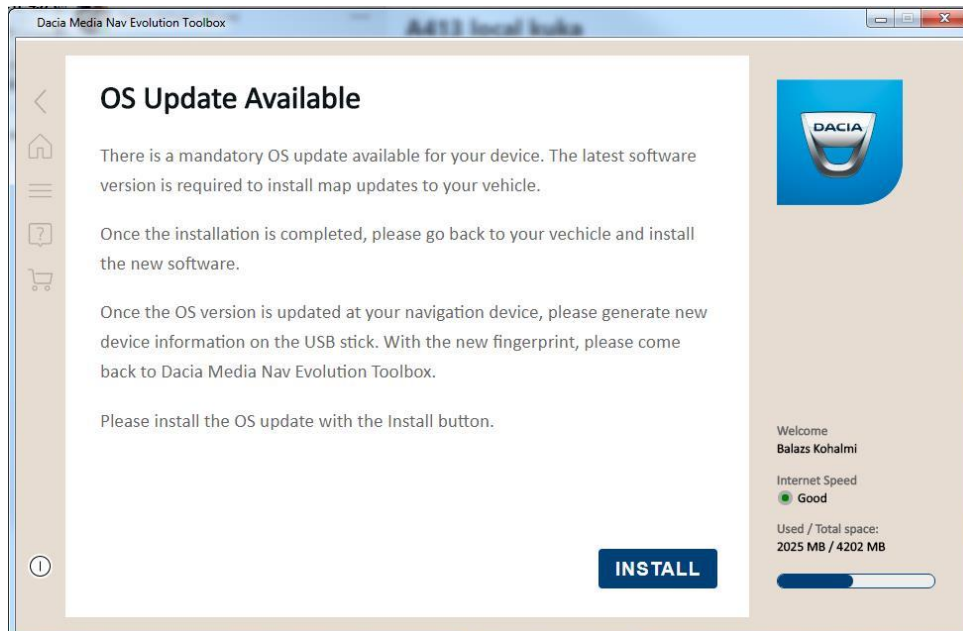 Dacia Media Nav Evolution Toolbox
A413 local kuka
OS Update Available
There is a mandatory OS update available for your device. The latest software
version is required to install map updates to your vehicle.
Once the installation is completed, please go back to your vechicle and install
the new software.
Once the OS version is updated at your navigation device, please generate new
device information on the USB stick. With the new fingerprint, please come
back to Dacia Media Nav Evolution Toolbox.
Please install the OS update with the Install button.
INSTALL
DACIA
Welcome
Balazs Kohalmi
Internet Speed
Good
Used / Total space:
2025 MB / 4202 MB